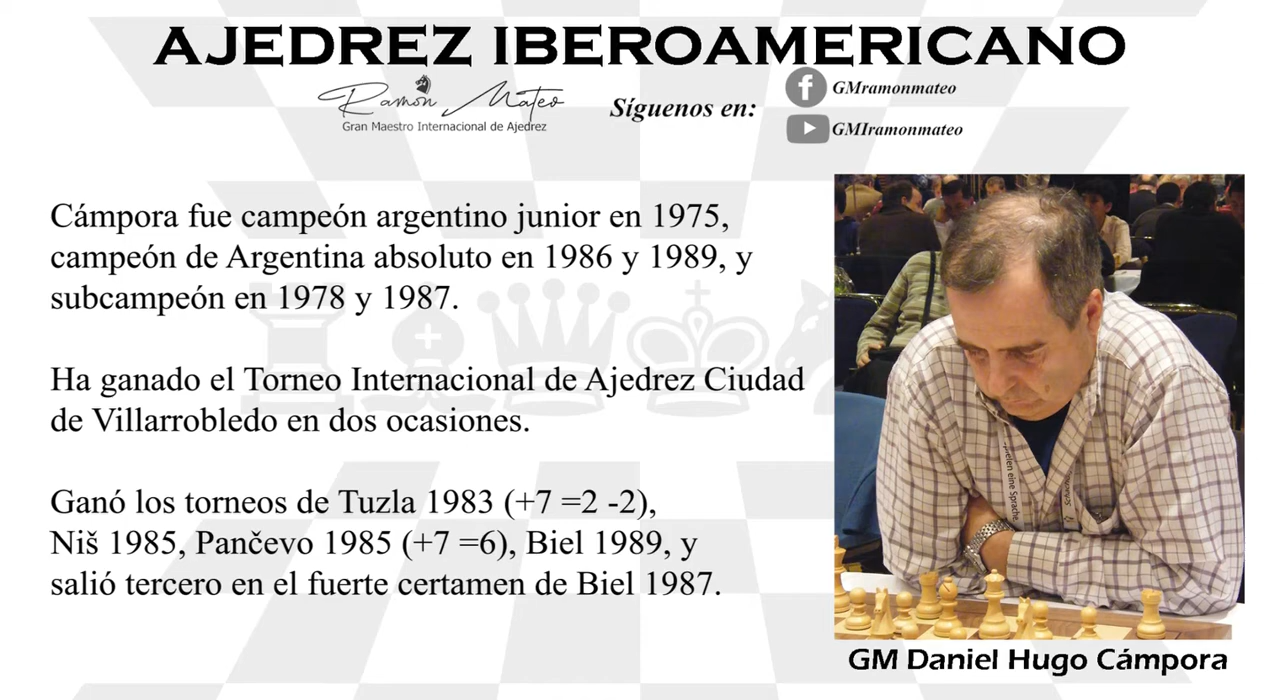 AJEDREZ IBEROAMERICANO
Ramón Mateo
Gran Maestro Internacional de Ajedrez
Síguenos en:
GMramonmateo
GMIramonmateo
Cámpora fue campeón argentino junior en 1975,
campeón de Argentina absoluto en 1986 y 1989, y
subcampeón en 1978 y 1987.
Ha ganado el Torneo Internacional de Ajedrez Ciudad
de Villarrobledo en dos ocasiones.
Ganó los torneos de Tuzla 1983 (+7 =2 -2),
Niš 1985, Pančevo 1985 (+7 =6), Biel 1989, y
salió tercero en el fuerte certamen de Biel 1987.
eine Sprache.
GM Daniel Hugo Cámpora